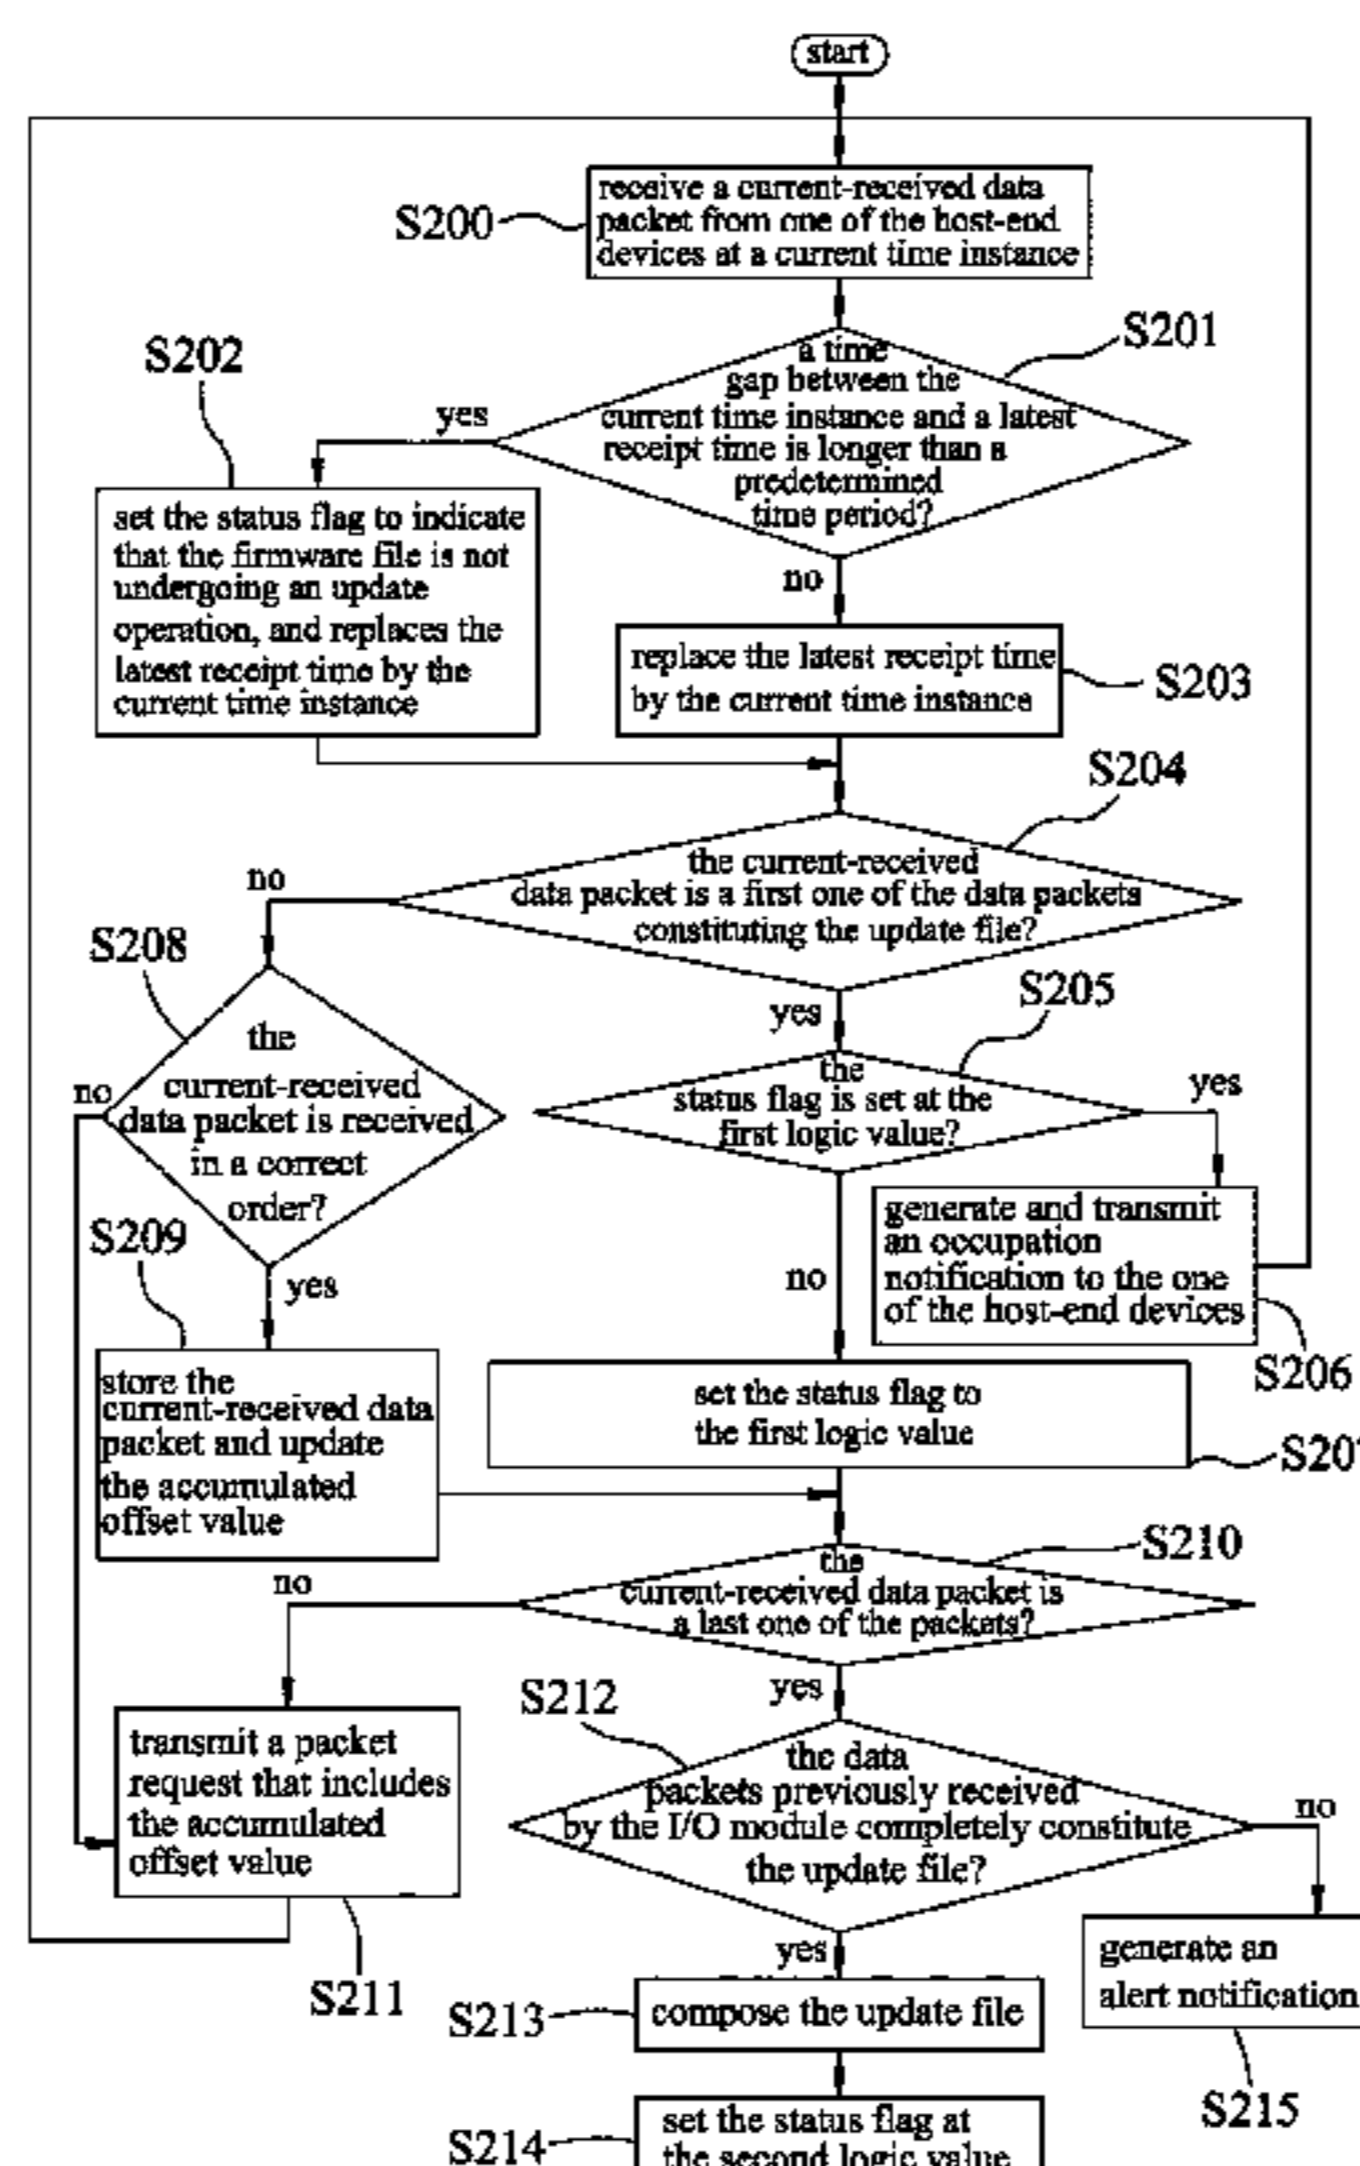 start
receive a current-received data
packet from one of the host-end
devices at a current time instance
S200
a time
gap between the
current time instance and a latest
receipt time is longer than a
predetermined
time period?
S201
yes
no
S202
set the status flag to indicate
that the firmware file is not
undergoing an update
operation, and replaces the
latest receipt time by the
current time instance
replace the latest receipt time
by the current time instance
S203
S204
the current-received
data packet is a first one of the data packets
constituting the update file?
no
yes
S208
the
current-received
data packet is received
in a correct
order?
no
yes
S205
the
status flag is set at the
first logic value?
yes
no
generate and transmit
an occupation
notification to the one
of the host-end devices
S206
S209
store the
current-received data
packet and update
the accumulated
offset value
set the status flag to
the first logic value
S210
the
current-received data packet is
a last one of the packets?
no
yes
transmit a packet
request that includes
the accumulated
offset value
S211
S212
the data
packets previously received
by the I/O module completely constitute
the update file?
no
yes
generate an
alert notification
S215
S213
compose the update file
S214
set the status flag at
the second logic value